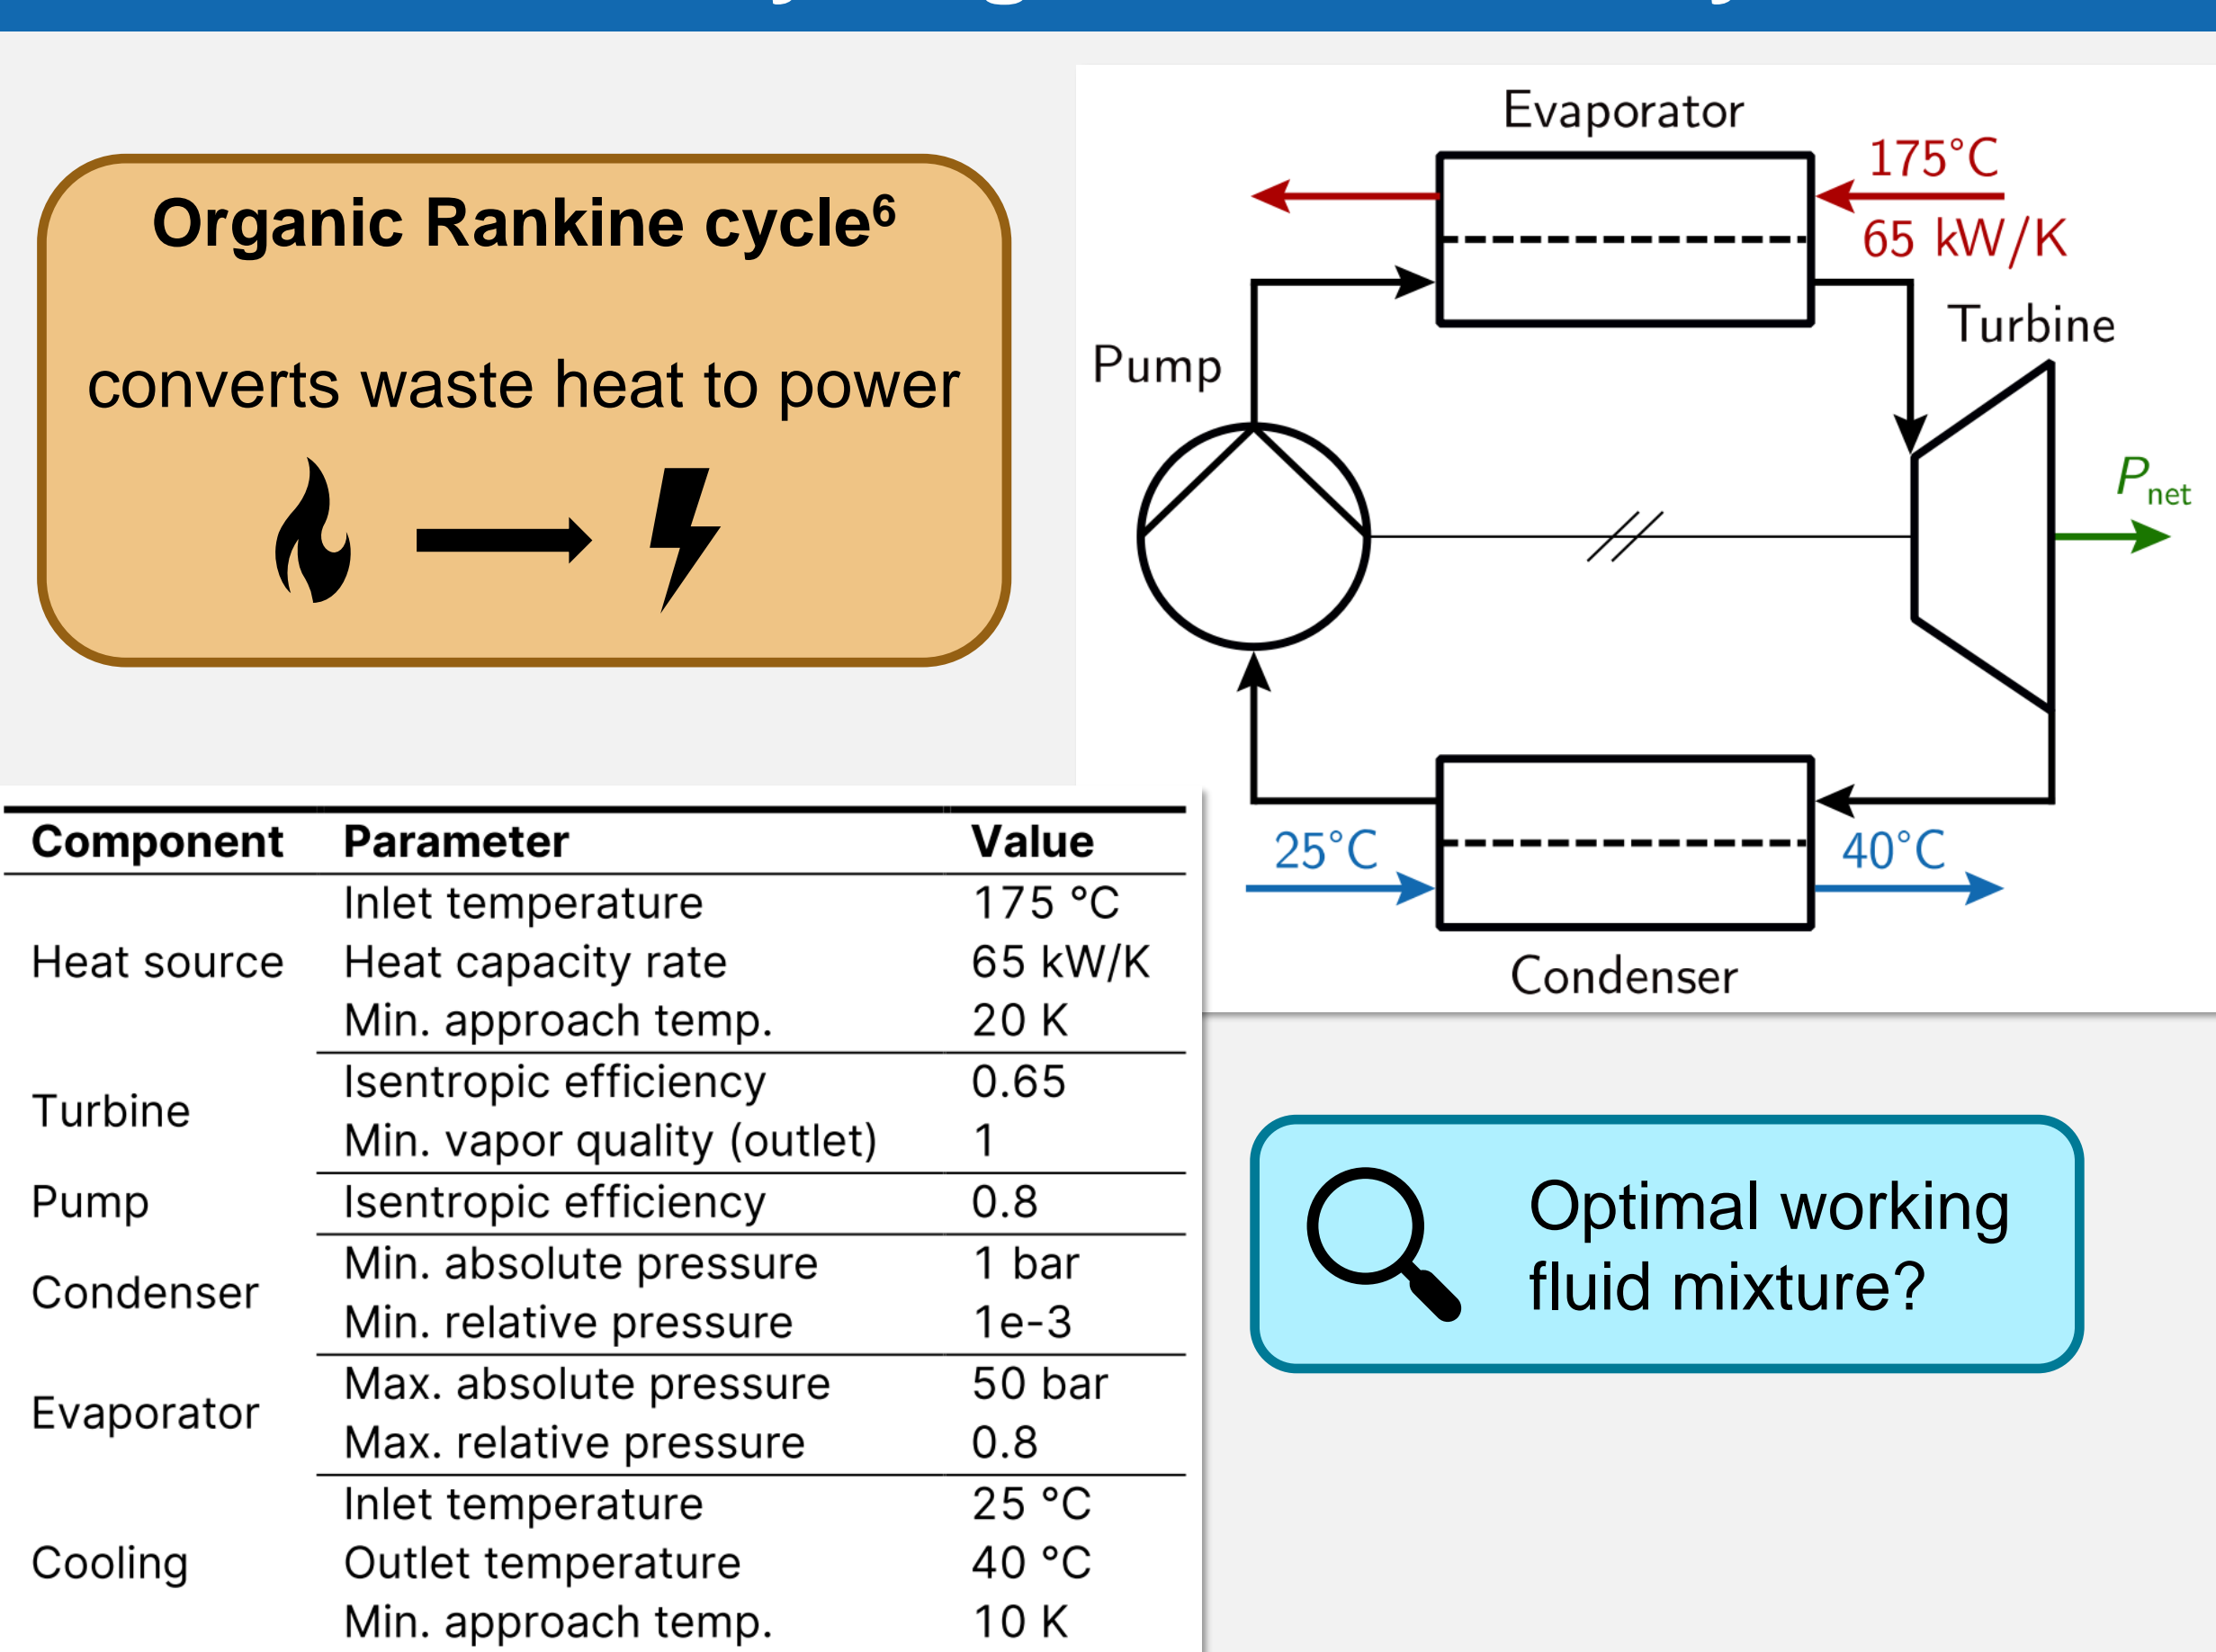 Organic Rankine cycle⁶
converts waste heat to power
Evaporator
175°C
65 kW/K
Turbine
Pump
P_net
25°C
40°C
Condenser
Component Parameter Value
Inlet temperature 175 °C
Heat source Heat capacity rate 65 kW/K
Min. approach temp. 20 K
Turbine
Isentropic efficiency 0.65
Min. vapor quality (outlet) 1
Pump Isentropic efficiency 0.8
Condenser
Min. absolute pressure 1 bar
Min. relative pressure 1e-3
Evaporator
Max. absolute pressure 50 bar
Max. relative pressure 0.8
Inlet temperature 25 °C
Cooling Outlet temperature 40 °C
Min. approach temp. 10 K
Optimal working
fluid mixture?